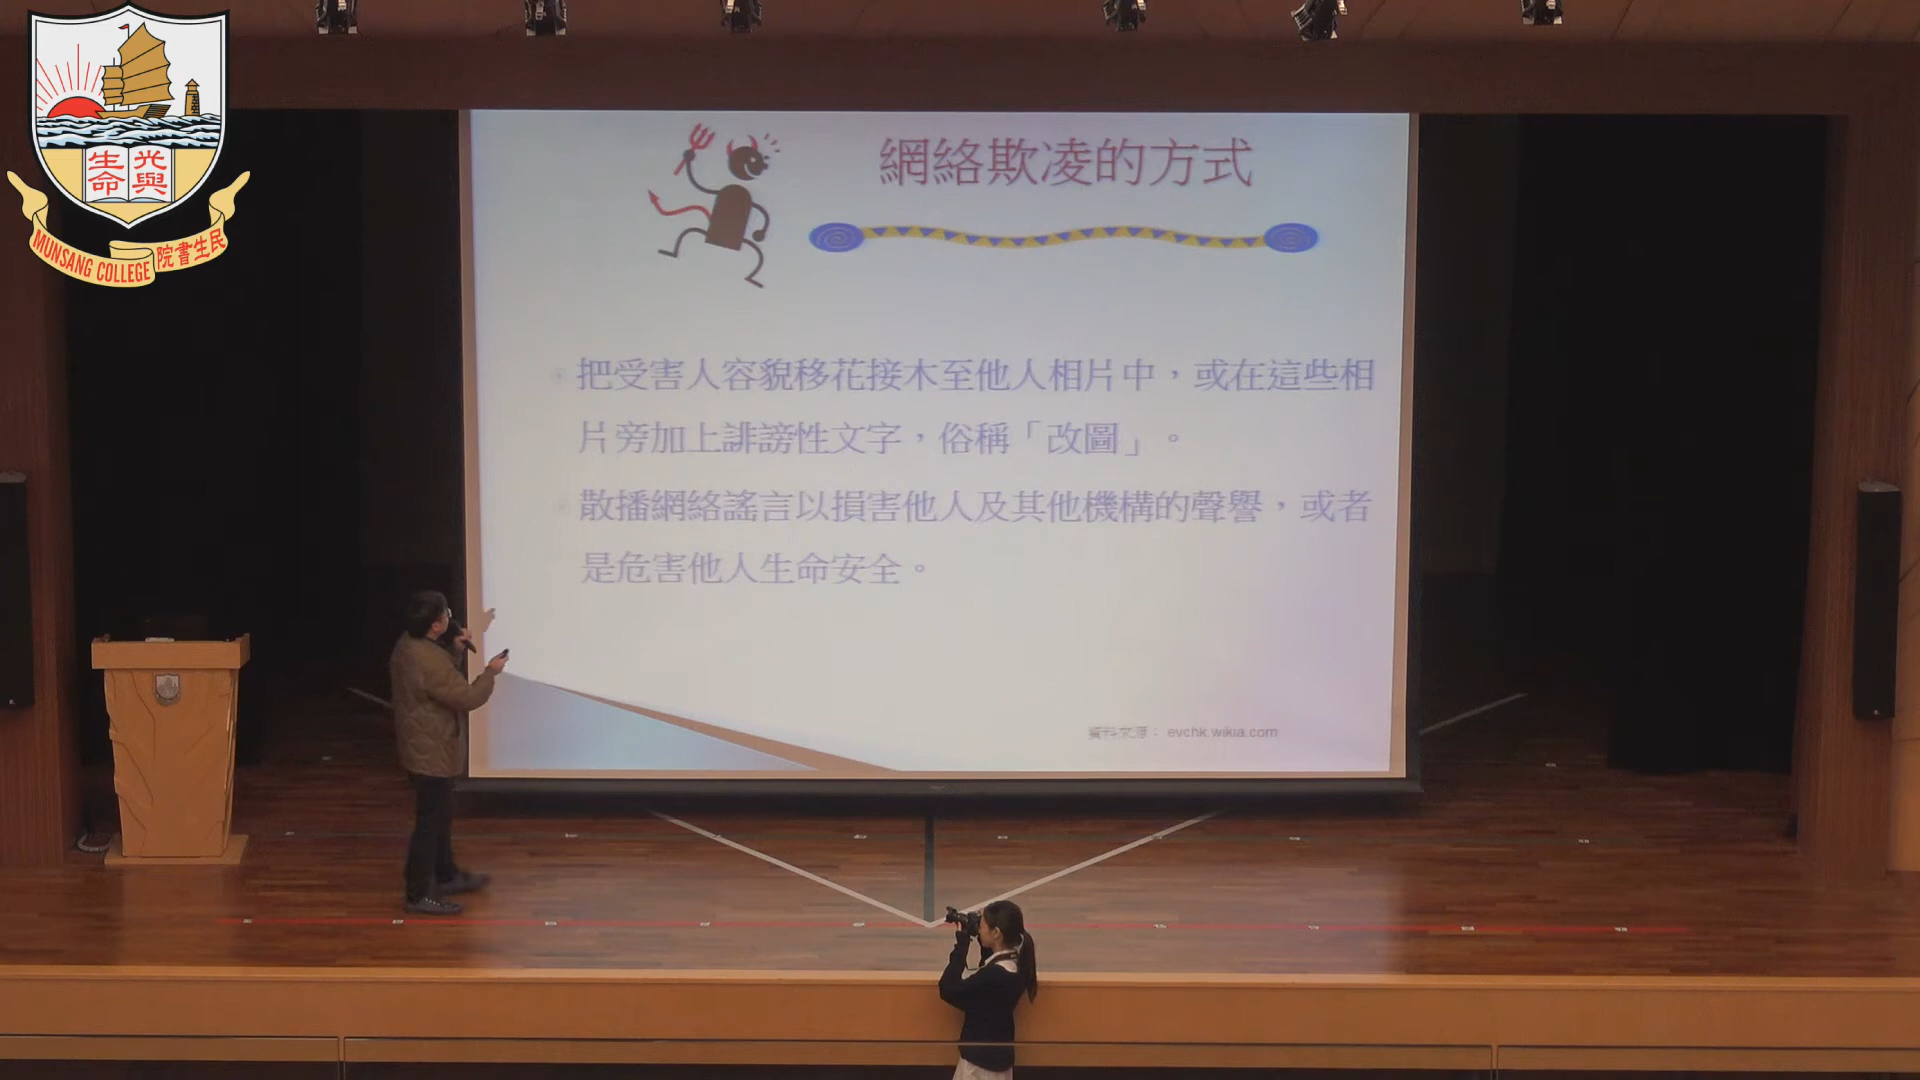 光與
生命
MUNSANG COLLEGE 院書生民
網絡欺凌的方式
把受害人容貌移花接木至他人相片中，或在這些相
片旁加上誹謗性文字，俗稱「改圖」。
散播網絡謠言以損害他人及其他機構的聲譽，或者
是危害他人生命安全。
資料來源： evchk.wikia.com